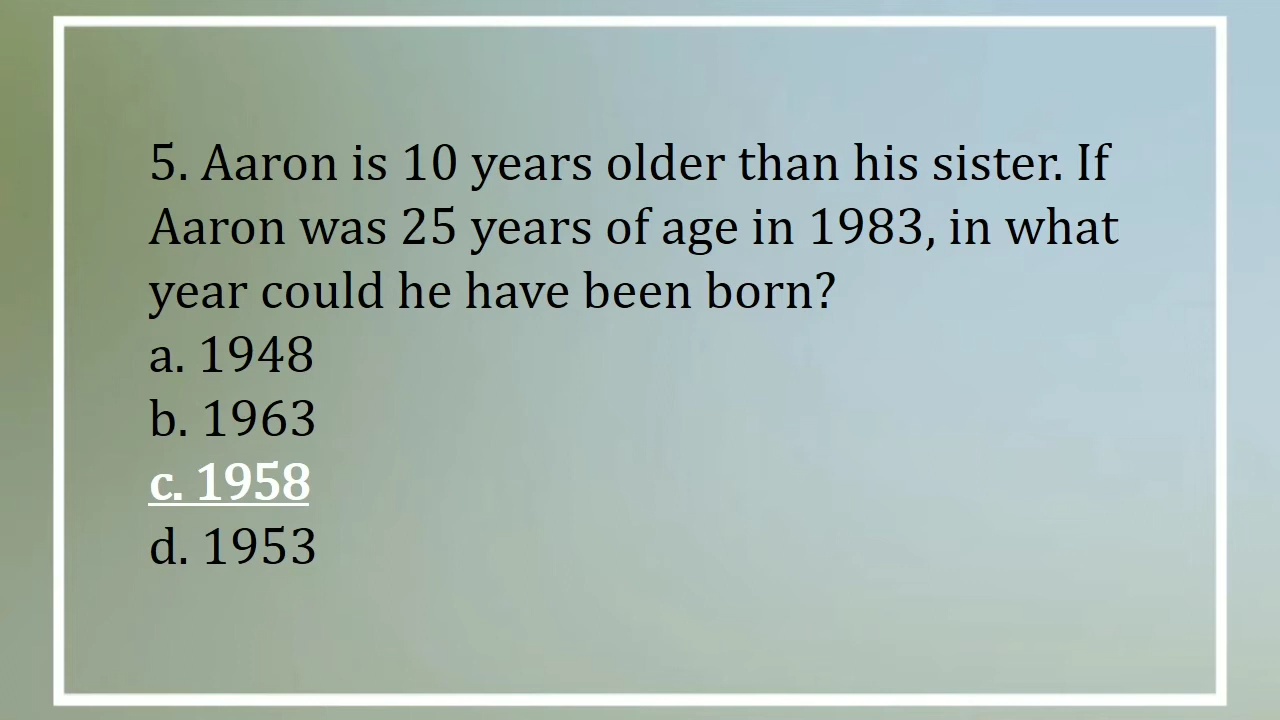 5. Aaron is 10 years older than his sister. If
Aaron was 25 years of age in 1983, in what
year could he have been born?
a. 1948
b. 1963
c. 1958
d. 1953